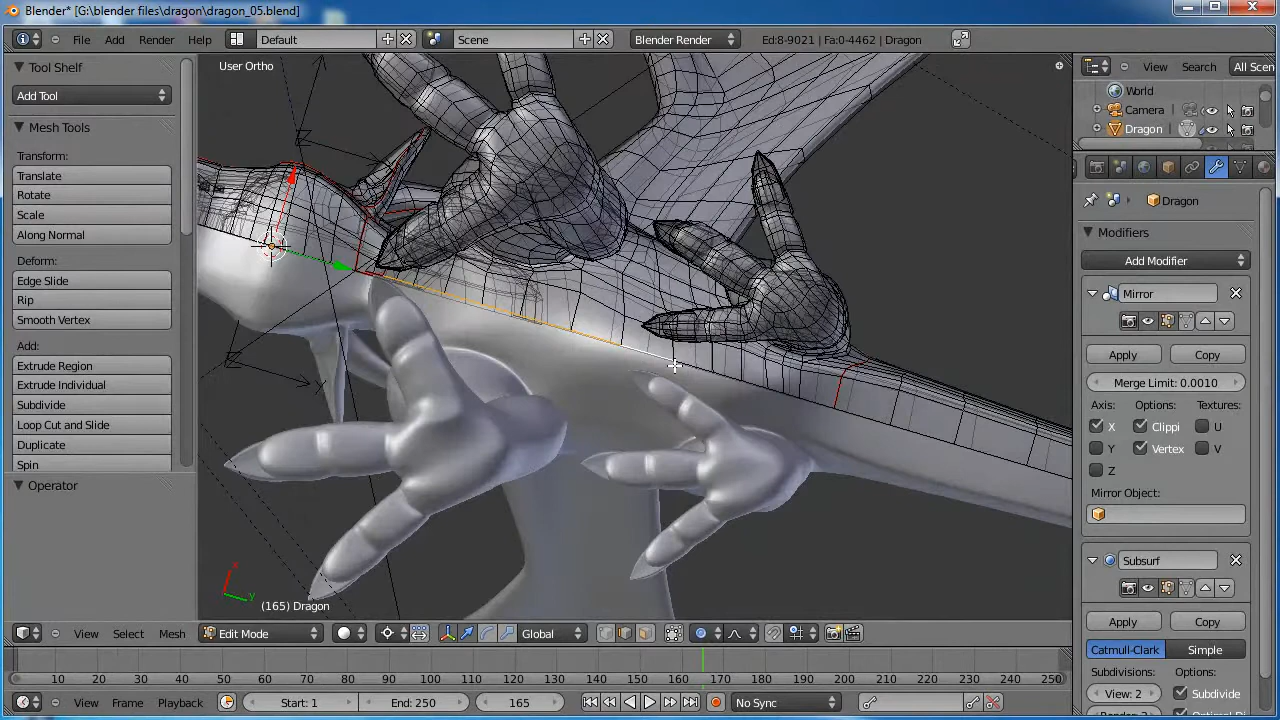 Blender* [G:\blender files\dragon\dragon_05.blend]
File Add Render Help Default Scene Blender Render Ed:8-9021 | Fa:0-4462 | Dragon
Tool Shelf
Add Tool
Mesh Tools
Transform:
Translate
Rotate
Scale
Along Normal
Deform:
Edge Slide
Rip
Smooth Vertex
Add:
Extrude Region
Extrude Individual
Subdivide
Loop Cut and Slide
Duplicate
Spin
Operator
User Ortho
Z
Y
X
Y
(165) Dragon
View Search All Scen
World
Camera
Dragon
Dragon
Modifiers
Add Modifier
Mirror
Apply Copy
Merge Limit: 0.0010
Axis: Options: Textures:
X Clippi U
Y Vertex V
Z
Mirror Object:
Subsurf
Apply Copy
Catmull-Clark Simple
Subdivisions: Options:
View: 2 Subdivide
View Select Mesh Edit Mode Global
10 20 30 40 50 60 70 80 90 100 110 120 130 140 150 160 170 180 190 200 210 220 230 240 250
View Frame Playback Start: 1 End: 250 165 No Sync